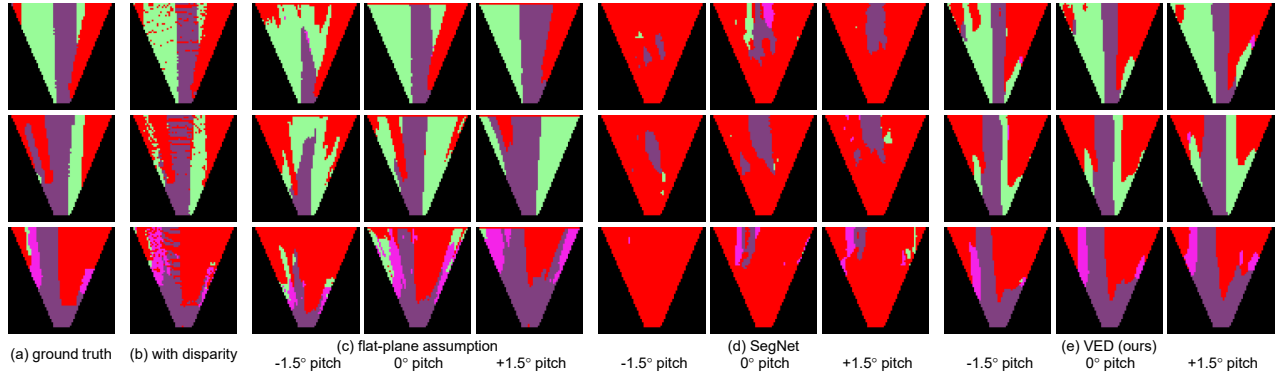 (a) ground truth
(b) with disparity
(c) flat-plane assumption
-1.5° pitch 0° pitch +1.5° pitch
(d) SegNet
-1.5° pitch 0° pitch +1.5° pitch
(e) VED (ours)
-1.5° pitch 0° pitch +1.5° pitch